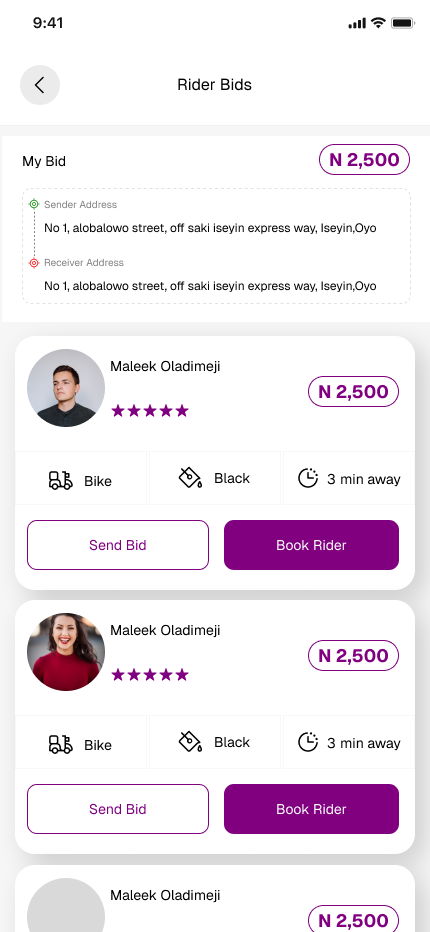 9:41
Rider Bids
My Bid
N 2,500
Sender Address
No 1, alobalowo street, off saki iseyin express way, Iseyin,Oyo
Receiver Address
No 1, alobalowo street, off saki iseyin express way, Iseyin,Oyo
Maleek Oladimeji
N 2,500
Bike
Black
3 min away
Send Bid
Book Rider
Maleek Oladimeji
N 2,500
Bike
Black
3 min away
Send Bid
Book Rider
Maleek Oladimeji
N 2,500